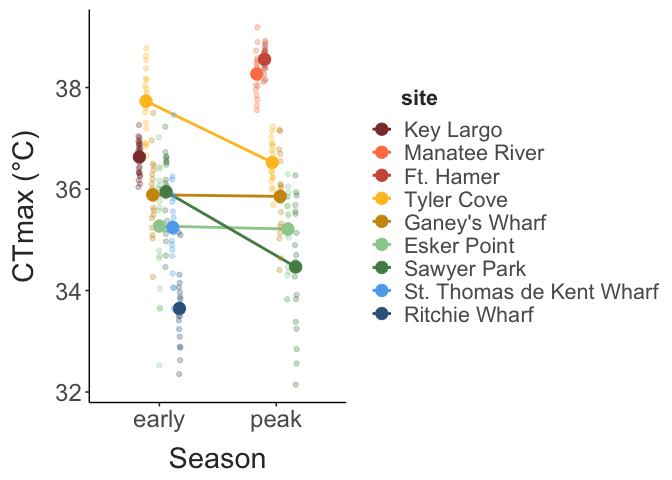 CTmax (°C)
38
36
34
32
early
peak
Season
site
Key Largo
Manatee River
Ft. Hamer
Tyler Cove
Ganey's Wharf
Esker Point
Sawyer Park
St. Thomas de Kent Wharf
Ritchie Wharf